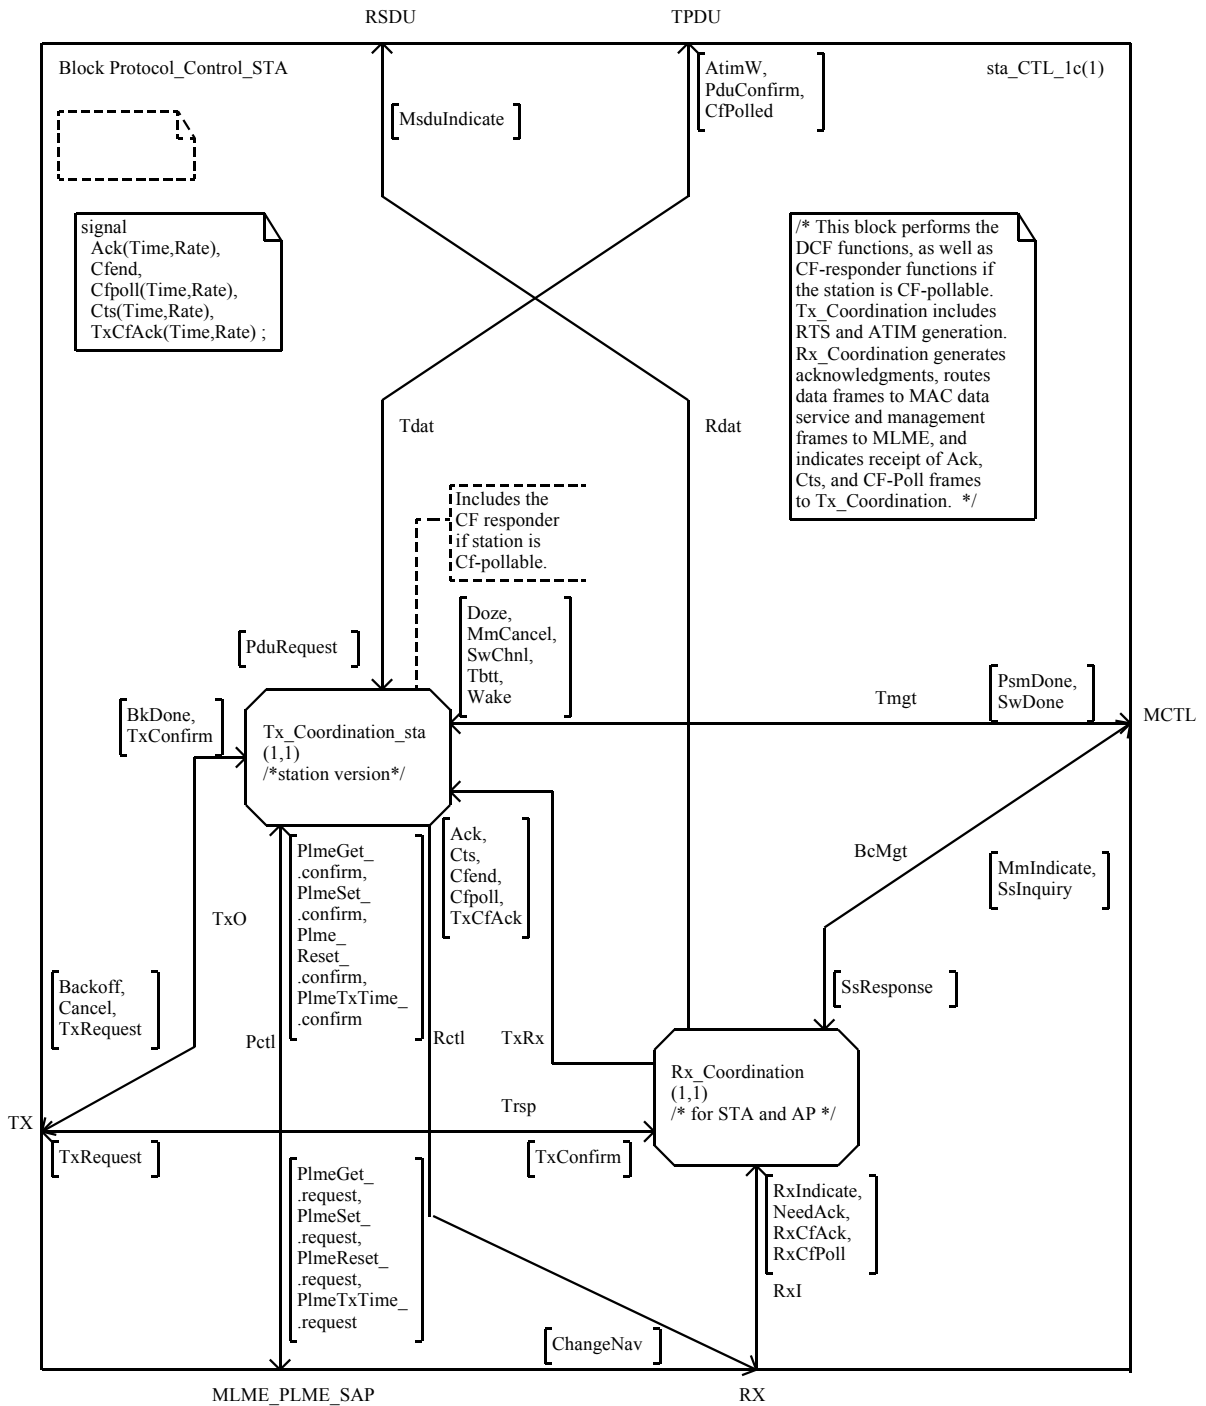 RSDU
TPDU
Block Protocol_Control_STA
sta_CTL_1c(1)
AtimW,
PduConfirm,
CfPolled
MsduIndicate
signal
Ack(Time,Rate),
Cfend,
Cfpoll(Time,Rate),
Cts(Time,Rate),
TxCfAck(Time,Rate) ;
/* This block performs the
DCF functions, as well as
CF-responder functions if
the station is CF-pollable.
Tx_Coordination includes
RTS and ATIM generation.
Rx_Coordination generates
acknowledgments, routes
data frames to MAC data
service and management
frames to MLME, and
indicates receipt of Ack,
Cts, and CF-Poll frames
to Tx_Coordination.  */
Tdat
Rdat
Includes the
CF responder
if station is
Cf-pollable.
Doze,
MmCancel,
SwChnl,
Tbtt,
Wake
PduRequest
BkDone,
TxConfirm
Tx_Coordination_sta
(1,1)
/*station version*/
Tmgt
PsmDone,
SwDone
MCTL
PlmeGet_
.confirm,
PlmeSet_
.confirm,
Plme_
Reset_
.confirm,
PlmeTxTime_
.confirm
Ack,
Cts,
Cfend,
Cfpoll,
TxCfAck
BcMgt
MmIndicate,
SsInquiry
TxO
Backoff,
Cancel,
TxRequest
SsResponse
Pctl
Rctl
TxRx
Rx_Coordination
(1,1)
/* for STA and AP */
Trsp
TX
TxRequest
TxConfirm
PlmeGet_
.request,
PlmeSet_
.request,
PlmeReset_
.request,
PlmeTxTime_
.request
RxIndicate,
NeedAck,
RxCfAck,
RxCfPoll
RxI
ChangeNav
MLME_PLME_SAP
RX